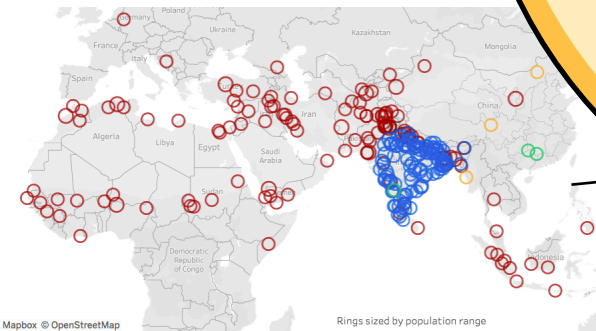 Poland
Germany
Ukraine
France
Kazakhstan
Mongolia
Italy
Spain
China
Iran
Algeria
Libya
Egypt
Saudi
Arabia
Sudan
Democratic
Republic
of Congo
Indonesia
Mapbox © OpenStreetMap
Rings sized by population range